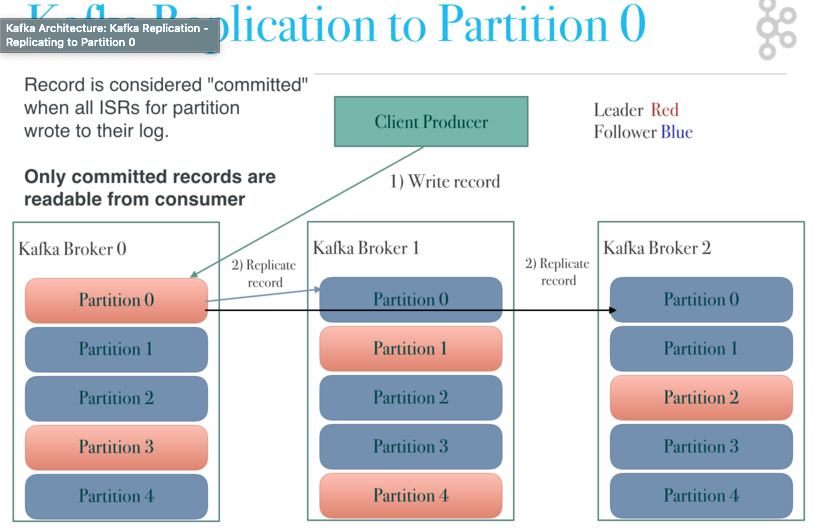 Kafka Replication to Partition 0
Kafka Architecture: Kafka Replication -
Replicating to Partition 0
Record is considered "committed"
when all ISRs for partition
wrote to their log.
Only committed records are
readable from consumer
Client Producer
Leader Red
Follower Blue
1) Write record
Kafka Broker 0
Partition 0
Partition 1
Partition 2
Partition 3
Partition 4
2) Replicate
record
Kafka Broker 1
Partition 0
Partition 1
Partition 2
Partition 3
Partition 4
2) Replicate
record
Kafka Broker 2
Partition 0
Partition 1
Partition 2
Partition 3
Partition 4